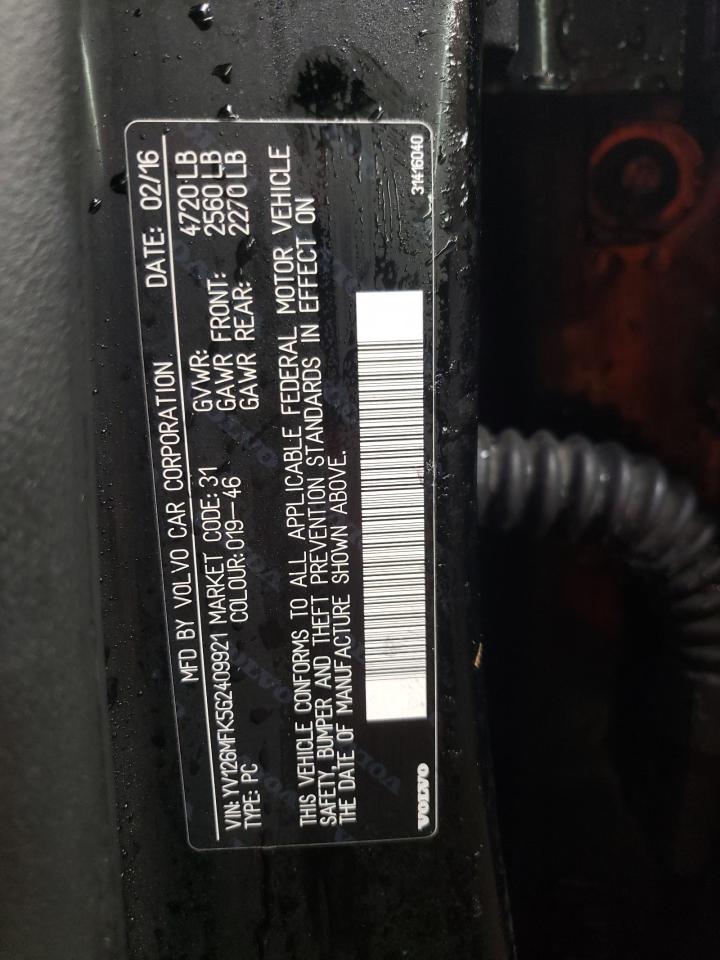 MFD BY VOLVO CAR CORPORATION DATE: 02/16
VIN: YV126MFK5G2409921 MARKET CODE: 31 GVWR: 4720 LB
TYPE: PC COLOUR: 019-46 GAWR FRONT: 2560 LB
GAWR REAR: 2270 LB
THIS VEHICLE CONFORMS TO ALL APPLICABLE FEDERAL MOTOR VEHICLE
SAFETY, BUMPER AND THEFT PREVENTION STANDARDS IN EFFECT ON
THE DATE OF MANUFACTURE SHOWN ABOVE.
VOLVO 31416040